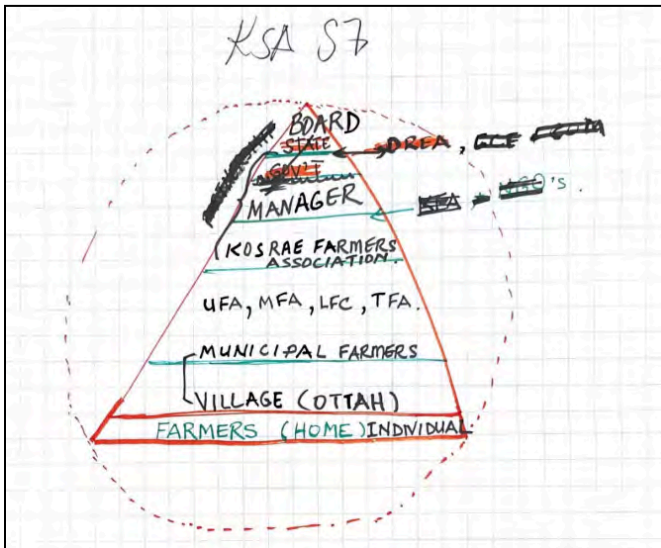 KSA S7
BOARD
STATE DREA,
GOV'T
MANAGER
KOSRAE FARMERS
ASSOCIATION.
UFA, MFA, LFC, TFA.
MUNICIPAL FARMERS
VILLAGE (OTTAH)
FARMERS (HOME) INDIVIDUAL